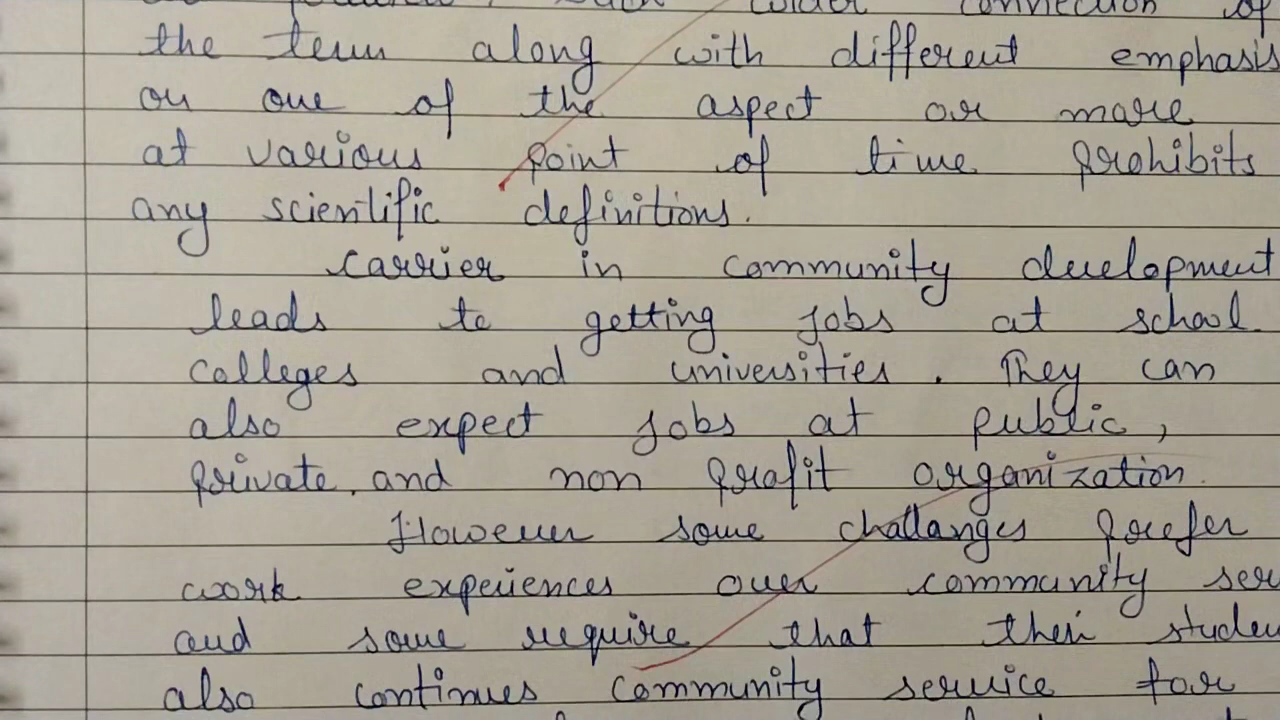 wider connection of
the term along with different emphasis
on one of the aspect or more
at various point of time prohibits
any scientific definitions.
carrier in community development
leads to getting jobs at school
colleges and universities. They can
also expect jobs at public,
private, and non profit organization.
However some challanges prefer
work experiences over community
and some require that their
also continues community service for